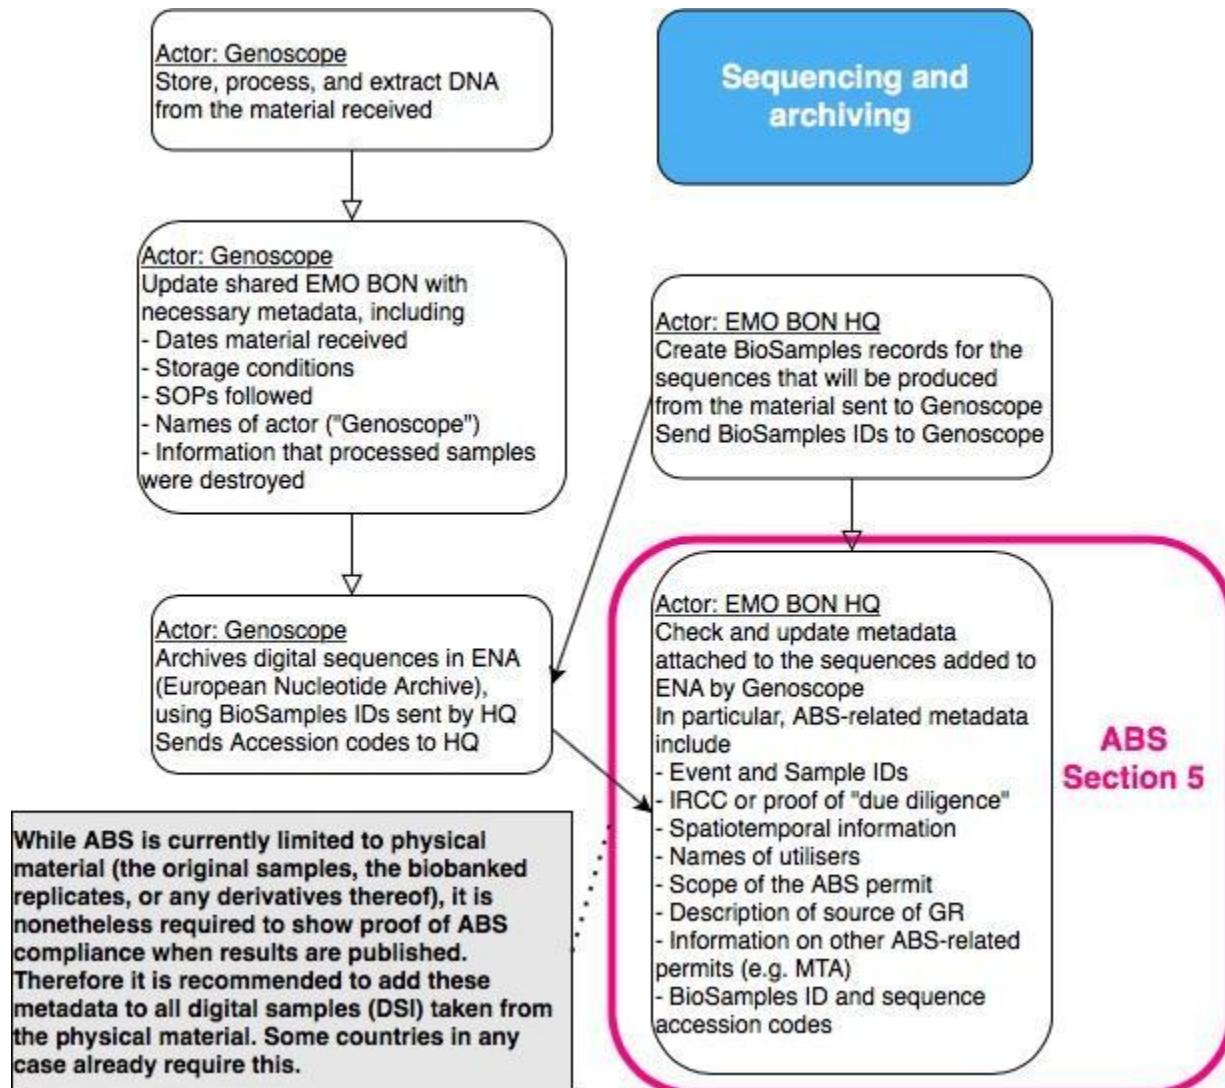 Actor: Genoscope
Store, process, and extract DNA
from the material received
Sequencing and
archiving
Actor: Genoscope
Update shared EMO BON with
necessary metadata, including
- Dates material received
- Storage conditions
- SOPs followed
- Names of actor ("Genoscope")
- Information that processed samples
were destroyed
Actor: EMO BON HQ
Create BioSamples records for the
sequences that will be produced
from the material sent to Genoscope
Send BioSamples IDs to Genoscope
Actor: Genoscope
Archives digital sequences in ENA
(European Nucleotide Archive),
using BioSamples IDs sent by HQ
Sends Accession codes to HQ
Actor: EMO BON HQ
Check and update metadata
attached to the sequences added to
ENA by Genoscope
In particular, ABS-related metadata
include
- Event and Sample IDs
- IRCC or proof of "due diligence"
- Spatiotemporal information
- Names of utilisers
- Scope of the ABS permit
- Description of source of GR
- Information on other ABS-related
permits (e.g. MTA)
- BioSamples ID and sequence
accession codes
ABS
Section 5
While ABS is currently limited to physical
material (the original samples, the biobanked
replicates, or any derivatives thereof), it is
nonetheless required to show proof of ABS
compliance when results are published.
Therefore it is recommended to add these
metadata to all digital samples (DSI) taken from
the physical material. Some countries in any
case already require this.